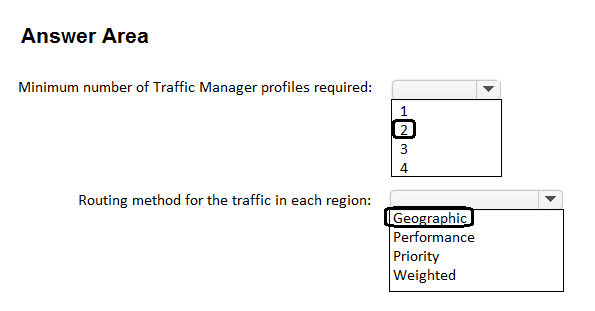 Answer Area
Minimum number of Traffic Manager profiles required:
1
2
3
4
Routing method for the traffic in each region:
Geographic
Performance
Priority
Weighted